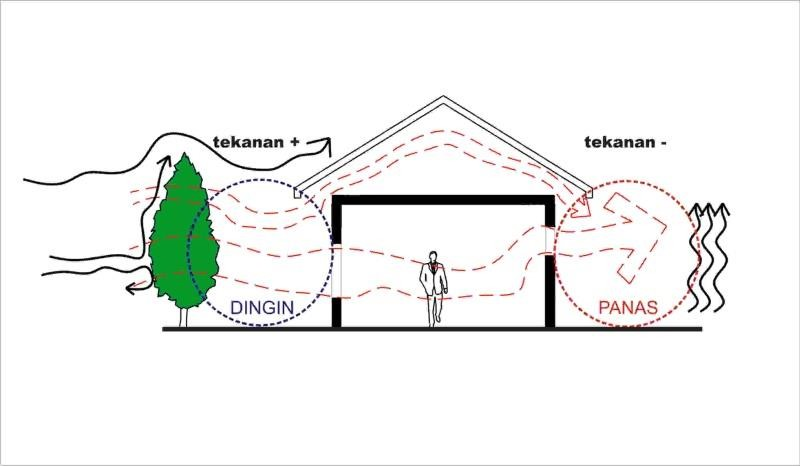 tekanan +
tekanan -
DINGIN
PANAS